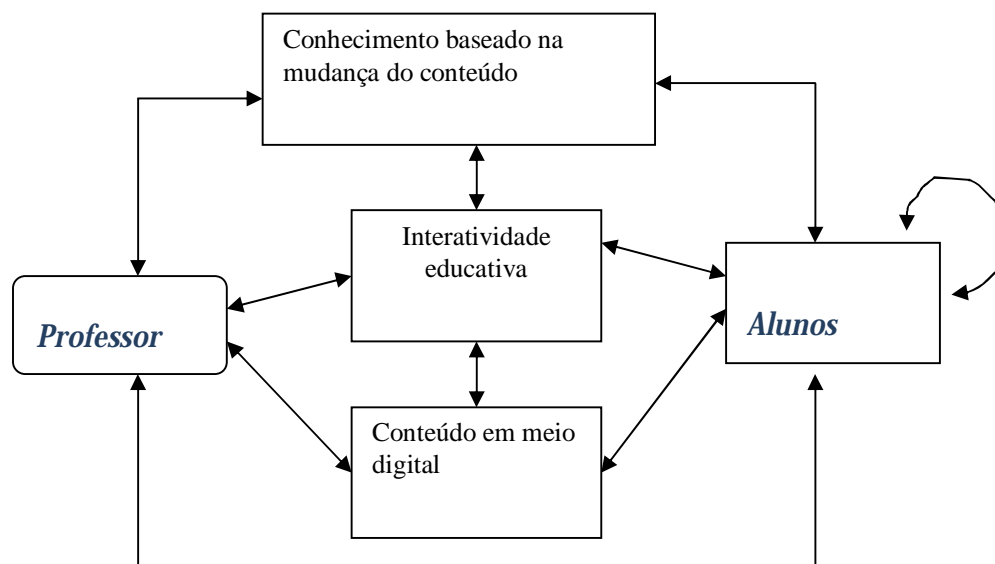 Conhecimento baseado na
mudança do conteúdo
Interatividade
educativa
Professor
Alunos
Conteúdo em meio
digital